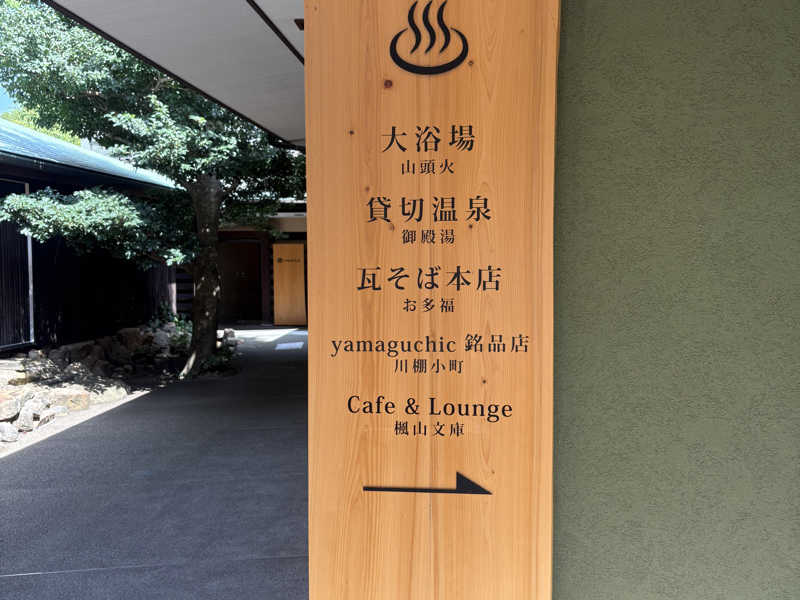 大浴場
山頭火
貸切温泉
御殿湯
瓦そば本店
お多福
yamaguchic 銘品店
川棚小町
Cafe & Lounge
楓山文庫